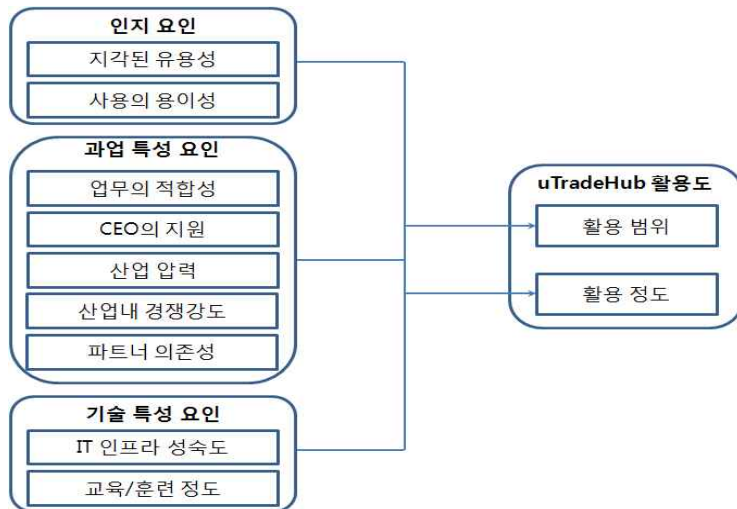 인지 요인
지각된 유용성
사용의 용이성
과업 특성 요인
업무의 적합성
CEO의 지원
산업 압력
산업내 경쟁강도
파트너 의존성
기술 특성 요인
IT 인프라 성숙도
교육/훈련 정도
uTradeHub 활용도
활용 범위
활용 정도